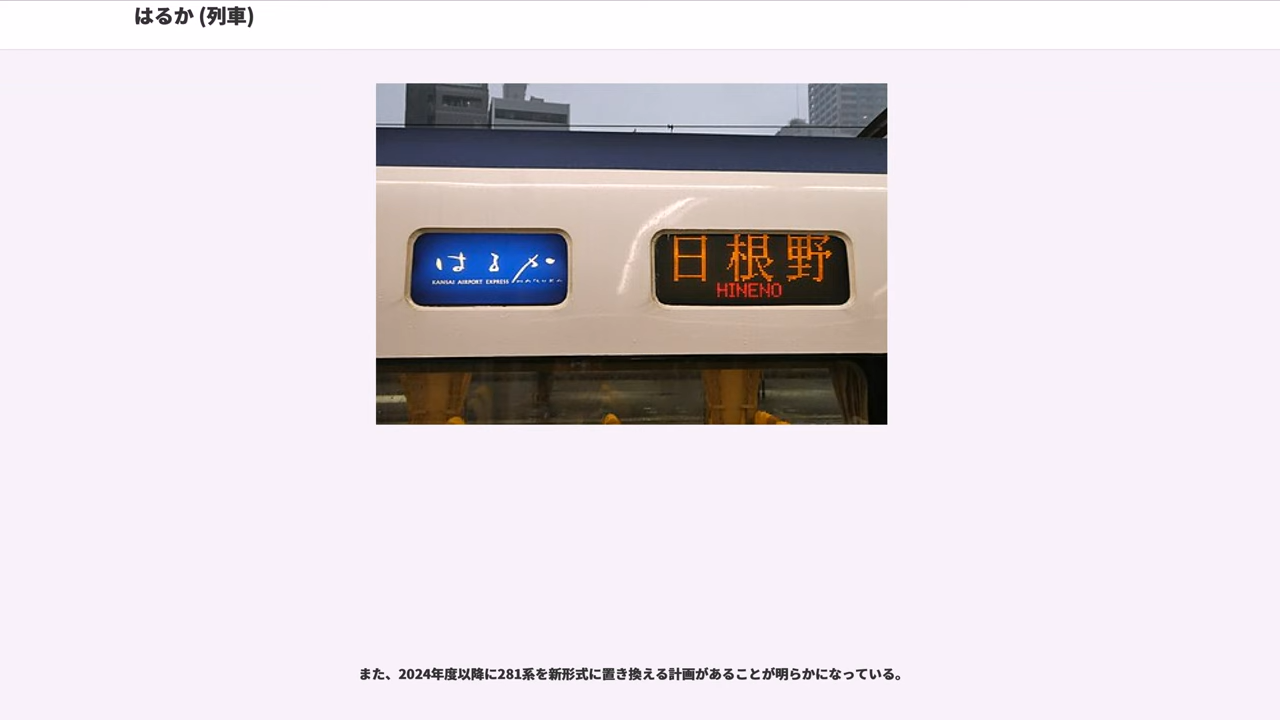 はるか (列車)
はるか
KANSAI AIRPORT EXPRESS HARUKA
日根野
HINENO
また、2024年度以降に281系を新形式に置き換える計画があることが明らかになっている。